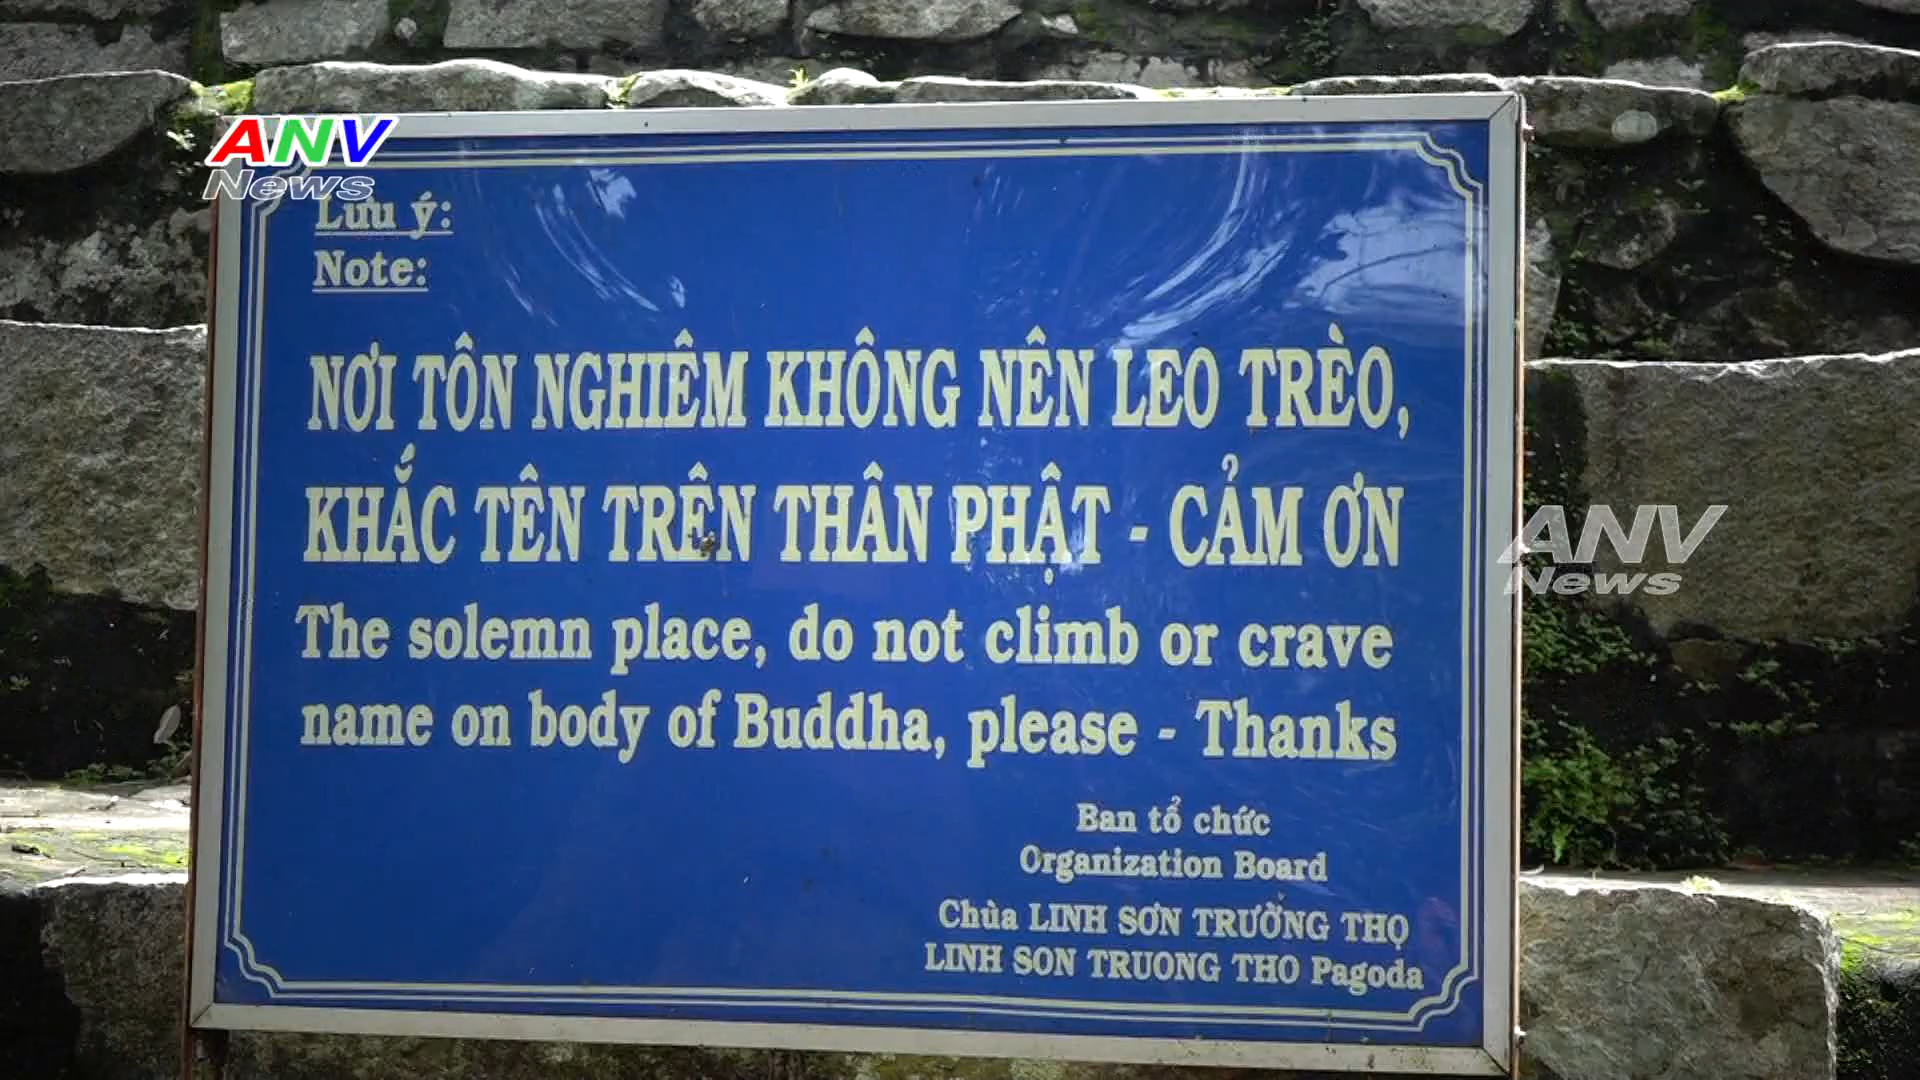 ANV
News
Lưu ý:
Note:
NƠI TÔN NGHIÊM KHÔNG NÊN LEO TRÈO,
KHẮC TÊN TRÊN THÂN PHẬT - CẢM ƠN
ANV
News
The solemn place, do not climb or crave
name on body of Buddha, please - Thanks
Ban tổ chức
Organization Board
Chùa LINH SƠN TRƯỜNG THỌ
LINH SON TRUONG THO Pagoda